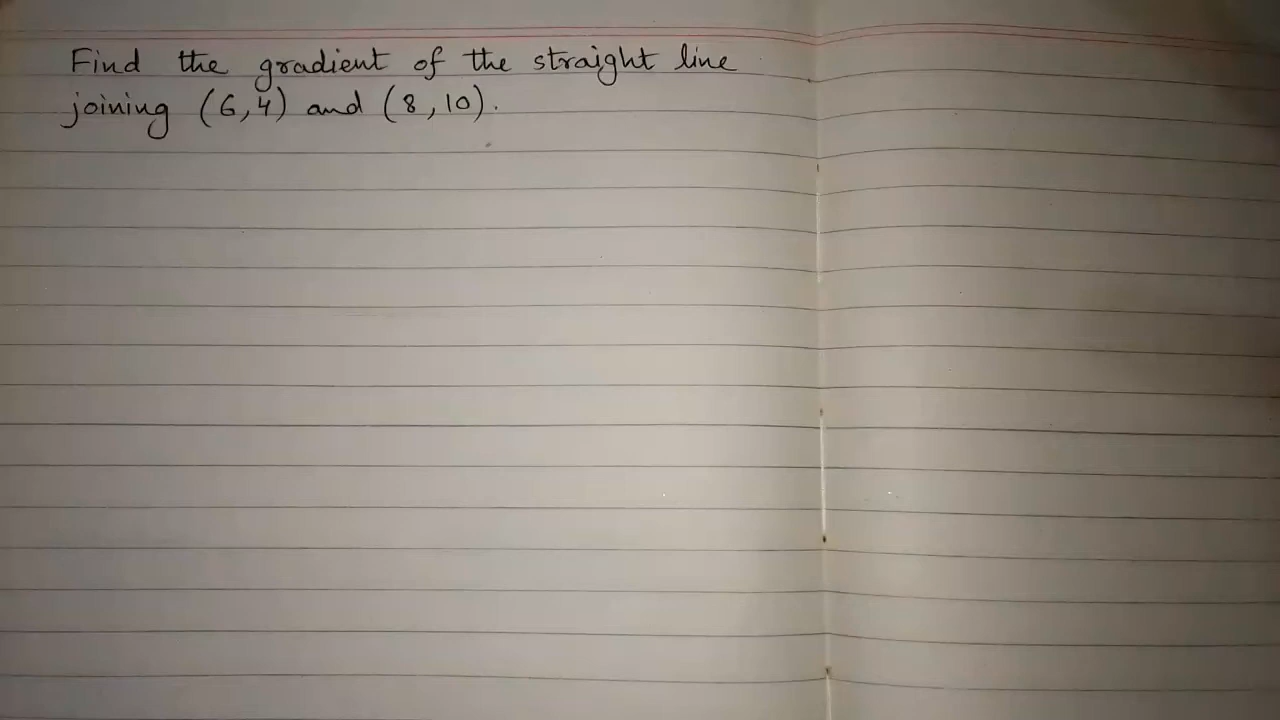 Find the gradient of the straight line
joining (6,4) and (8,10).